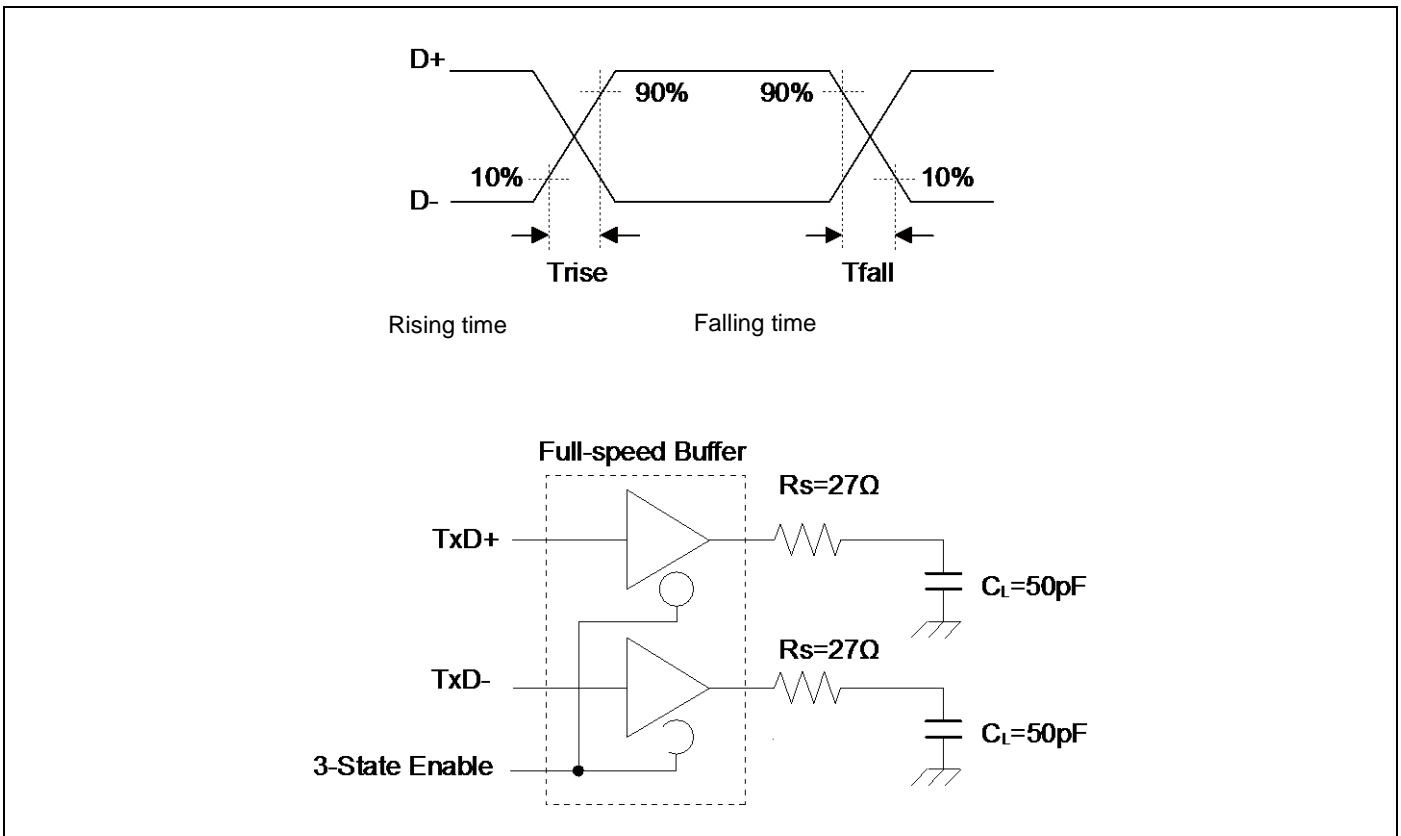 D+
90%
90%
10%
10%
D-
Trise
Tfall
Rising time
Falling time
Full-speed Buffer
Rs=27Ω
TxD+
CL=50pF
Rs=27Ω
TxD-
CL=50pF
3-State Enable